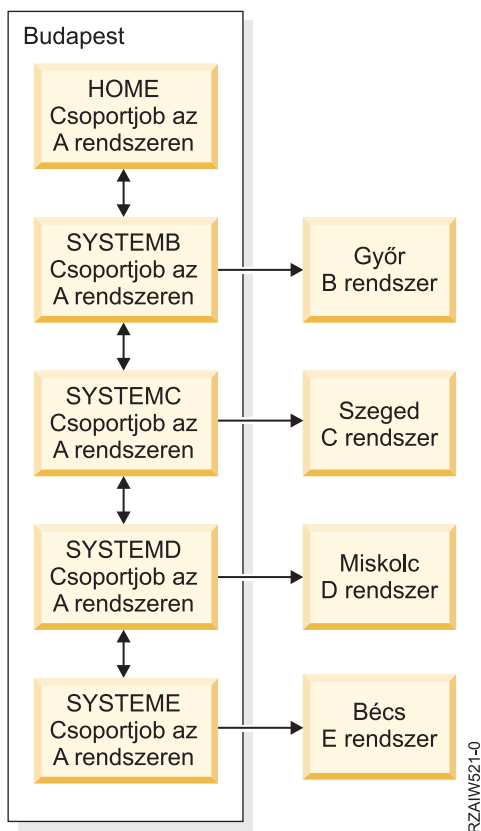 Budapest
HOME
Csoportjob az
A rendszeren
SYSTEMB
Csoportjob az
A rendszeren
Győr
B rendszer
SYSTEMC
Csoportjob az
A rendszeren
Szeged
C rendszer
SYSTEMD
Csoportjob az
A rendszeren
Miskolc
D rendszer
SYSTEME
Csoportjob az
A rendszeren
Bécs
E rendszer
RZAIW521-0